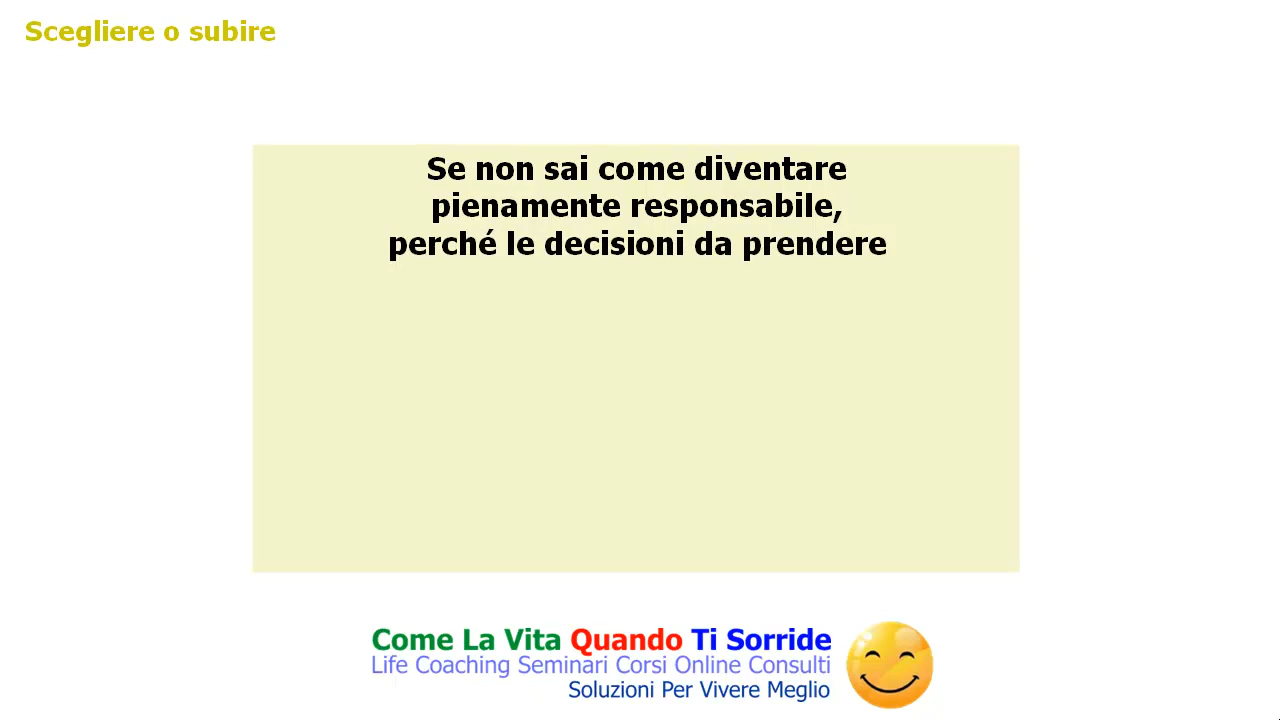 Scegliere o subire
Se non sai come diventare
pienamente responsabile,
perché le decisioni da prendere
Come La Vita Quando Ti Sorride
Life Coaching Seminari Corsi Online Consulti
Soluzioni Per Vivere Meglio